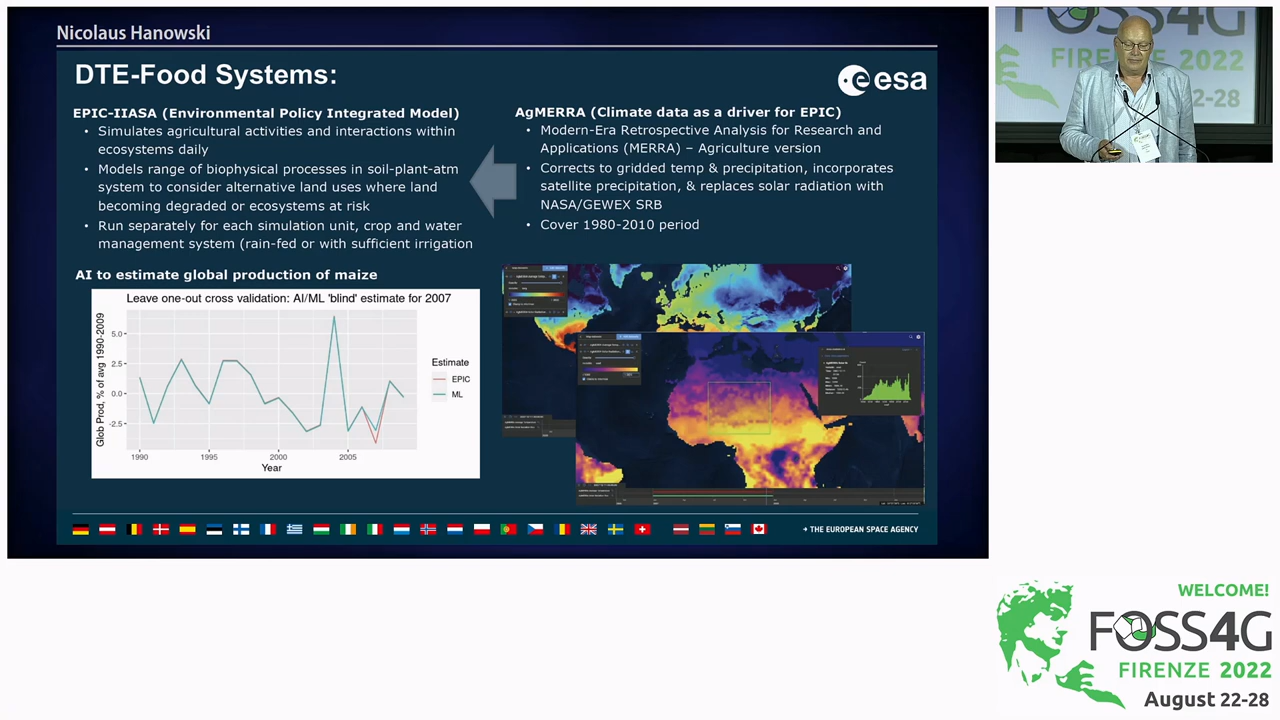 Nicolaus Hanowski
DTE-Food Systems:
esa
EPIC-IIASA (Environmental Policy Integrated Model)
• Simulates agricultural activities and interactions within
ecosystems daily
• Models range of biophysical processes in soil-plant-atm
system to consider alternative land uses where land
becoming degraded or ecosystems at risk
• Run separately for each simulation unit, crop and water
management system (rain-fed or with sufficient irrigation
AgMERRA (Climate data as a driver for EPIC)
• Modern-Era Retrospective Analysis for Research and
Applications (MERRA) – Agriculture version
• Corrects to gridded temp & precipitation, incorporates
satellite precipitation, & replaces solar radiation with
NASA/GEWEX SRB
• Cover 1980-2010 period
AI to estimate global production of maize
Leave one-out cross validation: AI/ML 'blind' estimate for 2007
Glob Prod, % of avg 1990-2009
5.0
2.5
0.0
-2.5
1990
1995
2000
2005
Year
Estimate
EPIC
ML
→ THE EUROPEAN SPACE AGENCY
FOSS4G
FIRENZE 2022
22-28
WELCOME!
FOSS4G
FIRENZE 2022
August 22-28